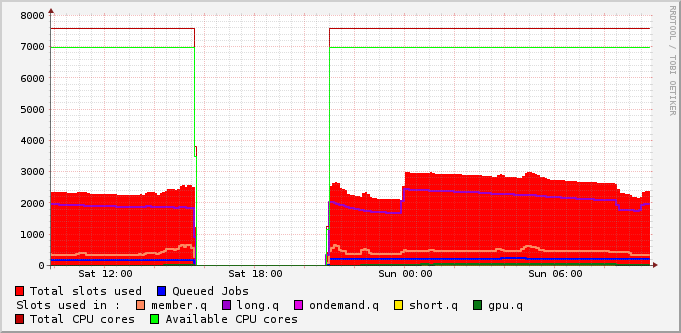 8000
7000
6000
5000
4000
3000
2000
1000
0
Sat 12:00 Sat 18:00 Sun 00:00 Sun 06:00
Total slots used Queued Jobs
Slots used in : member.q long.q ondemand.q short.q gpu.q
Total CPU cores Available CPU cores
RRDTOOL / TOBI OETIKER